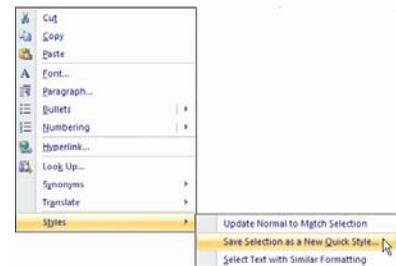 Cut
Copy
Paste
Font...
Paragraph...
Bullets
Numbering
Hyperlink...
Look Up...
Synonyms
Translate
Styles
Update Normal to Match Selection
Save Selection as a New Quick Style...
Select Text with Similar Formatting